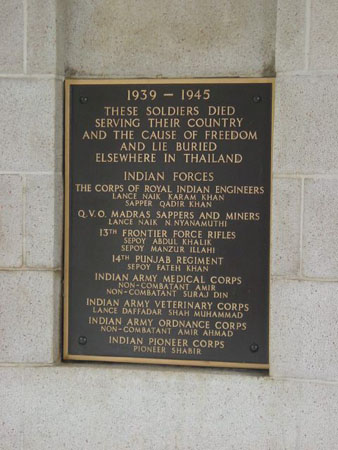 1939 – 1945
THESE SOLDIERS DIED
SERVING THEIR COUNTRY
AND THE CAUSE OF FREEDOM
AND LIE BURIED
ELSEWHERE IN THAILAND
INDIAN FORCES
THE CORPS OF ROYAL INDIAN ENGINEERS
LANCE NAIK KARAM KHAN
SAPPER QADIR KHAN
Q.V.O. MADRAS SAPPERS AND MINERS
LANCE NAIK N NYANAMUTHI
13TH FRONTIER FORCE RIFLES
SEPOY ABDUL KHALIK
SEPOY MANZUR ILLAHI
14TH PUNJAB REGIMENT
SEPOY FATEH KHAN
INDIAN ARMY MEDICAL CORPS
NON-COMBATANT AMIR
NON-COMBATANT SURAJ DIN
INDIAN ARMY VETERINARY CORPS
LANCE DAFFADAR SHAH MUHAMMAD
INDIAN ARMY ORDNANCE CORPS
NON-COMBATANT AMIR AHMAD
INDIAN PIONEER CORPS
PIONEER SHABIR